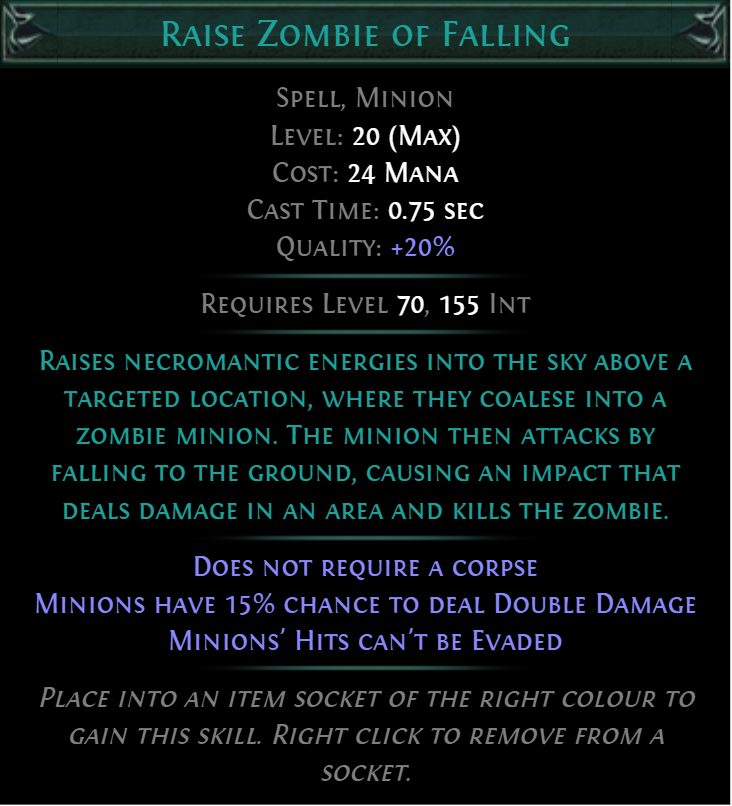 Raise Zombie of Falling
Spell, Minion
Level: 20 (Max)
Cost: 24 Mana
Cast Time: 0.75 sec
Quality: +20%
Requires Level 70, 155 Int
Raises necromantic energies into the sky above a
targeted location, where they coalese into a
zombie minion. The minion then attacks by
falling to the ground, causing an impact that
deals damage in an area and kills the zombie.
Does not require a corpse
Minions have 15% chance to deal Double Damage
Minions' Hits can't be Evaded
Place into an item socket of the right colour to
gain this skill. Right click to remove from a
socket.